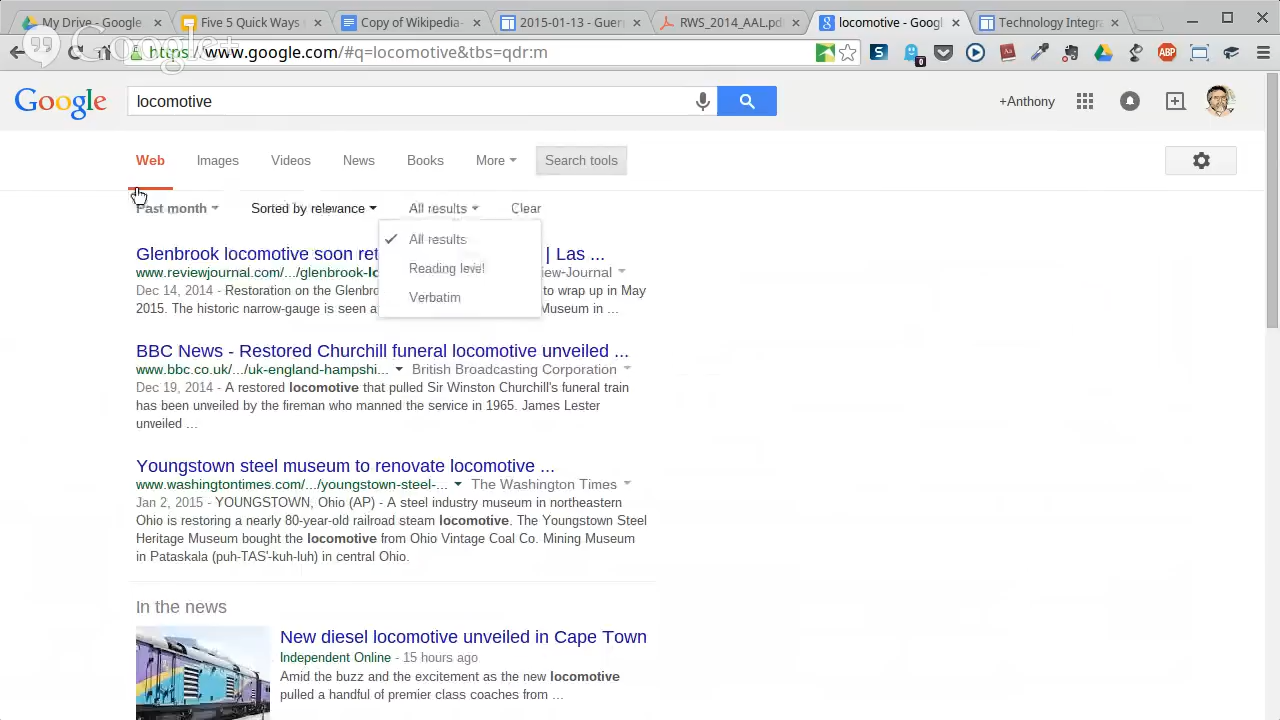 My Drive - Google
Five 5 Quick Ways
Copy of Wikipedia-
2015-01-13 - Guen
RWS_2014_AAL.pd
locomotive - Googl
Technology Integra
Google+
https://www.google.com/#q=locomotive&tbs=qdr:m
0
ABP
Google
locomotive
+Anthony
Web
Images
Videos
News
Books
More
Search tools
Past month
Sorted by relevance
All results
Clear
All results
Reading level
Verbatim
Glenbrook locomotive soon ret
| Las ...
www.reviewjournal.com/.../glenbrook-lo
ew-Journal
Dec 14, 2014 - Restoration on the Glenbro
to wrap up in May
2015. The historic narrow-gauge is seen a
Museum in ...
BBC News - Restored Churchill funeral locomotive unveiled ...
www.bbc.co.uk/.../uk-england-hampshi...
British Broadcasting Corporation
Dec 19, 2014 - A restored locomotive that pulled Sir Winston Churchill's funeral train
has been unveiled by the fireman who manned the service in 1965. James Lester
unveiled ...
Youngstown steel museum to renovate locomotive ...
www.washingtontimes.com/.../youngstown-steel-...
The Washington Times
Jan 2, 2015 - YOUNGSTOWN, Ohio (AP) - A steel industry museum in northeastern
Ohio is restoring a nearly 80-year-old railroad steam locomotive. The Youngstown Steel
Heritage Museum bought the locomotive from Ohio Vintage Coal Co. Mining Museum
in Pataskala (puh-TAS'-kuh-luh) in central Ohio.
In the news
New diesel locomotive unveiled in Cape Town
Independent Online - 15 hours ago
Amid the buzz and the excitement as the new locomotive
pulled a handful of premier class coaches from ...